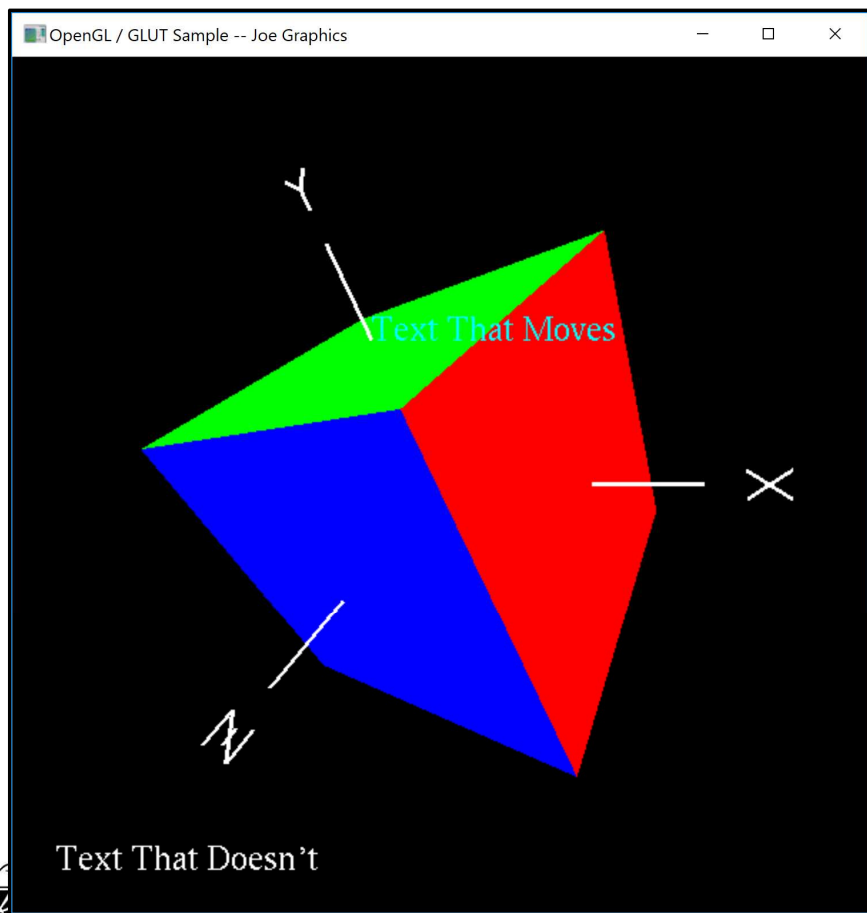 OpenGL / GLUT Sample -- Joe Graphics
Y
Text That Moves
X
Z
Text That Doesn't